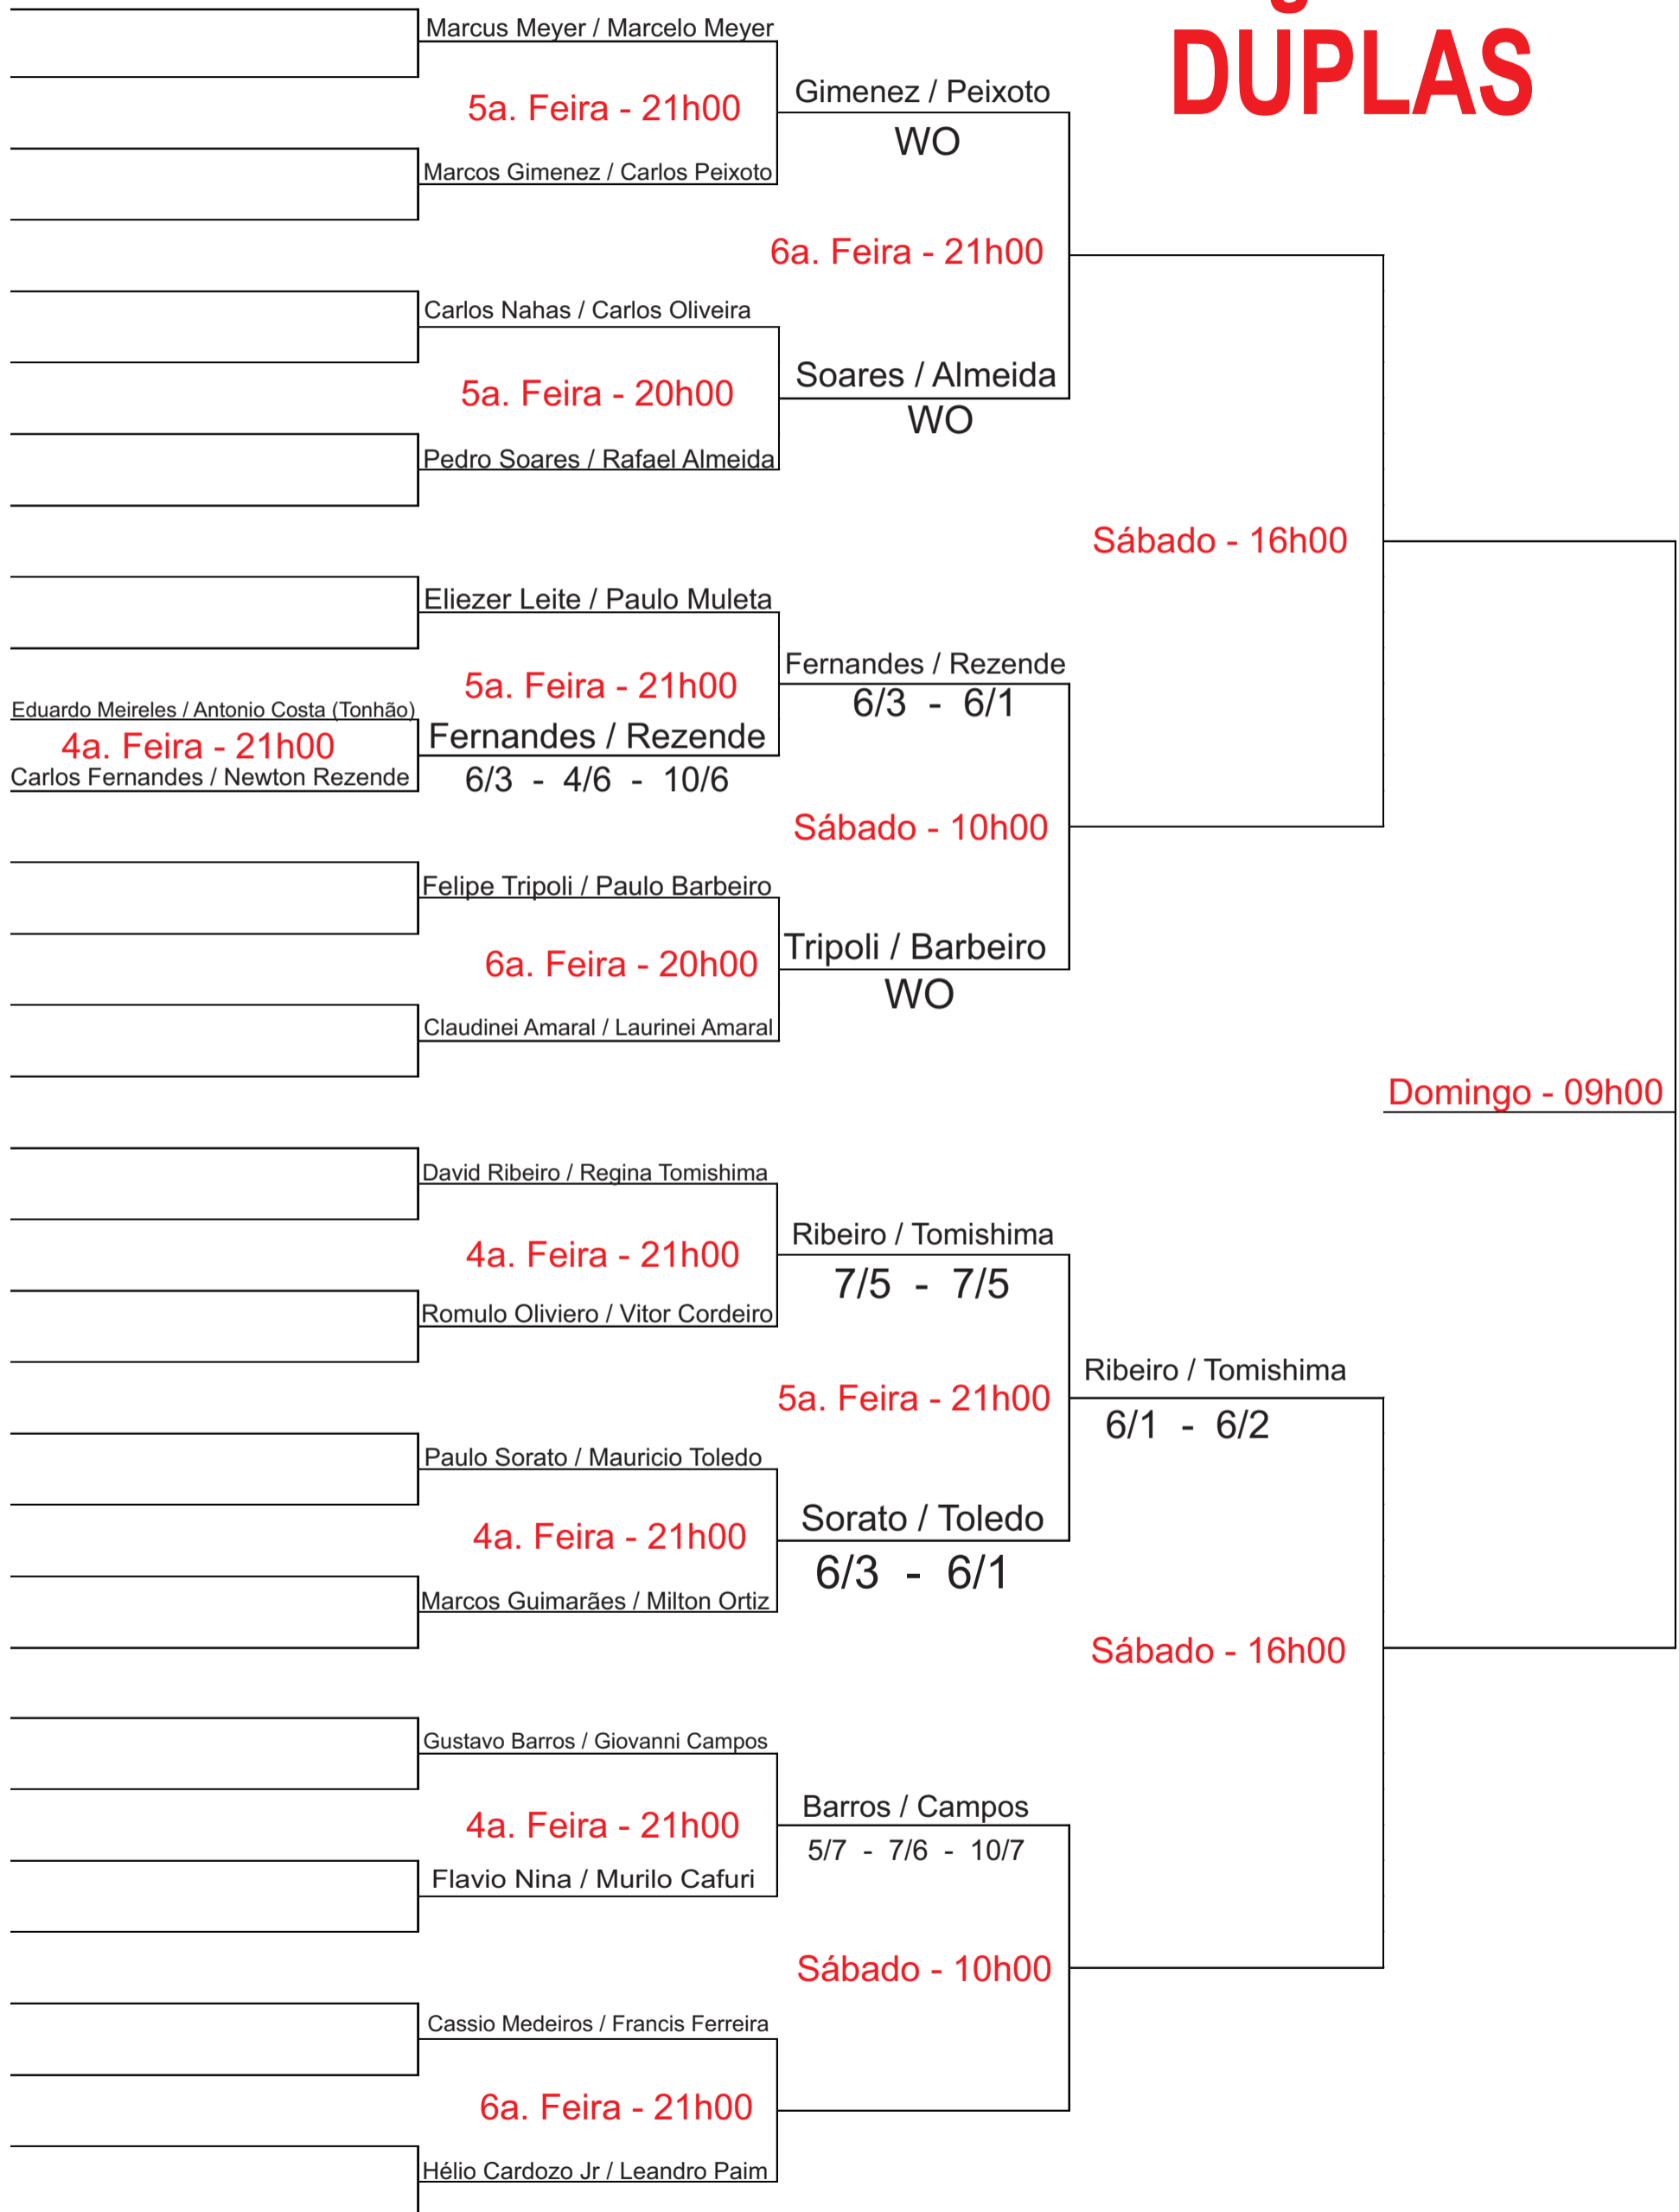 DUPLAS
Marcus Meyer / Marcelo Meyer
5a. Feira - 21h00
Marcos Gimenez / Carlos Peixoto
Gimenez / Peixoto
WO
6a. Feira - 21h00
Carlos Nahas / Carlos Oliveira
5a. Feira - 20h00
Pedro Soares / Rafael Almeida
Soares / Almeida
WO
Sábado - 16h00
Eliezer Leite / Paulo Muleta
5a. Feira - 21h00
Eduardo Meireles / Antonio Costa (Tonhão)
4a. Feira - 21h00
Carlos Fernandes / Newton Rezende
Fernandes / Rezende
6/3 - 4/6 - 10/6
Fernandes / Rezende
6/3 - 6/1
Sábado - 10h00
Felipe Tripoli / Paulo Barbeiro
6a. Feira - 20h00
Claudinei Amaral / Laurinei Amaral
Tripoli / Barbeiro
WO
Domingo - 09h00
David Ribeiro / Regina Tomishima
4a. Feira - 21h00
Romulo Oliviero / Vitor Cordeiro
Ribeiro / Tomishima
7/5 - 7/5
5a. Feira - 21h00
Ribeiro / Tomishima
6/1 - 6/2
Paulo Sorato / Mauricio Toledo
4a. Feira - 21h00
Marcos Guimarães / Milton Ortiz
Sorato / Toledo
6/3 - 6/1
Sábado - 16h00
Gustavo Barros / Giovanni Campos
4a. Feira - 21h00
Flavio Nina / Murilo Cafuri
Barros / Campos
5/7 - 7/6 - 10/7
Sábado - 10h00
Cassio Medeiros / Francis Ferreira
6a. Feira - 21h00
Hélio Cardozo Jr / Leandro Paim